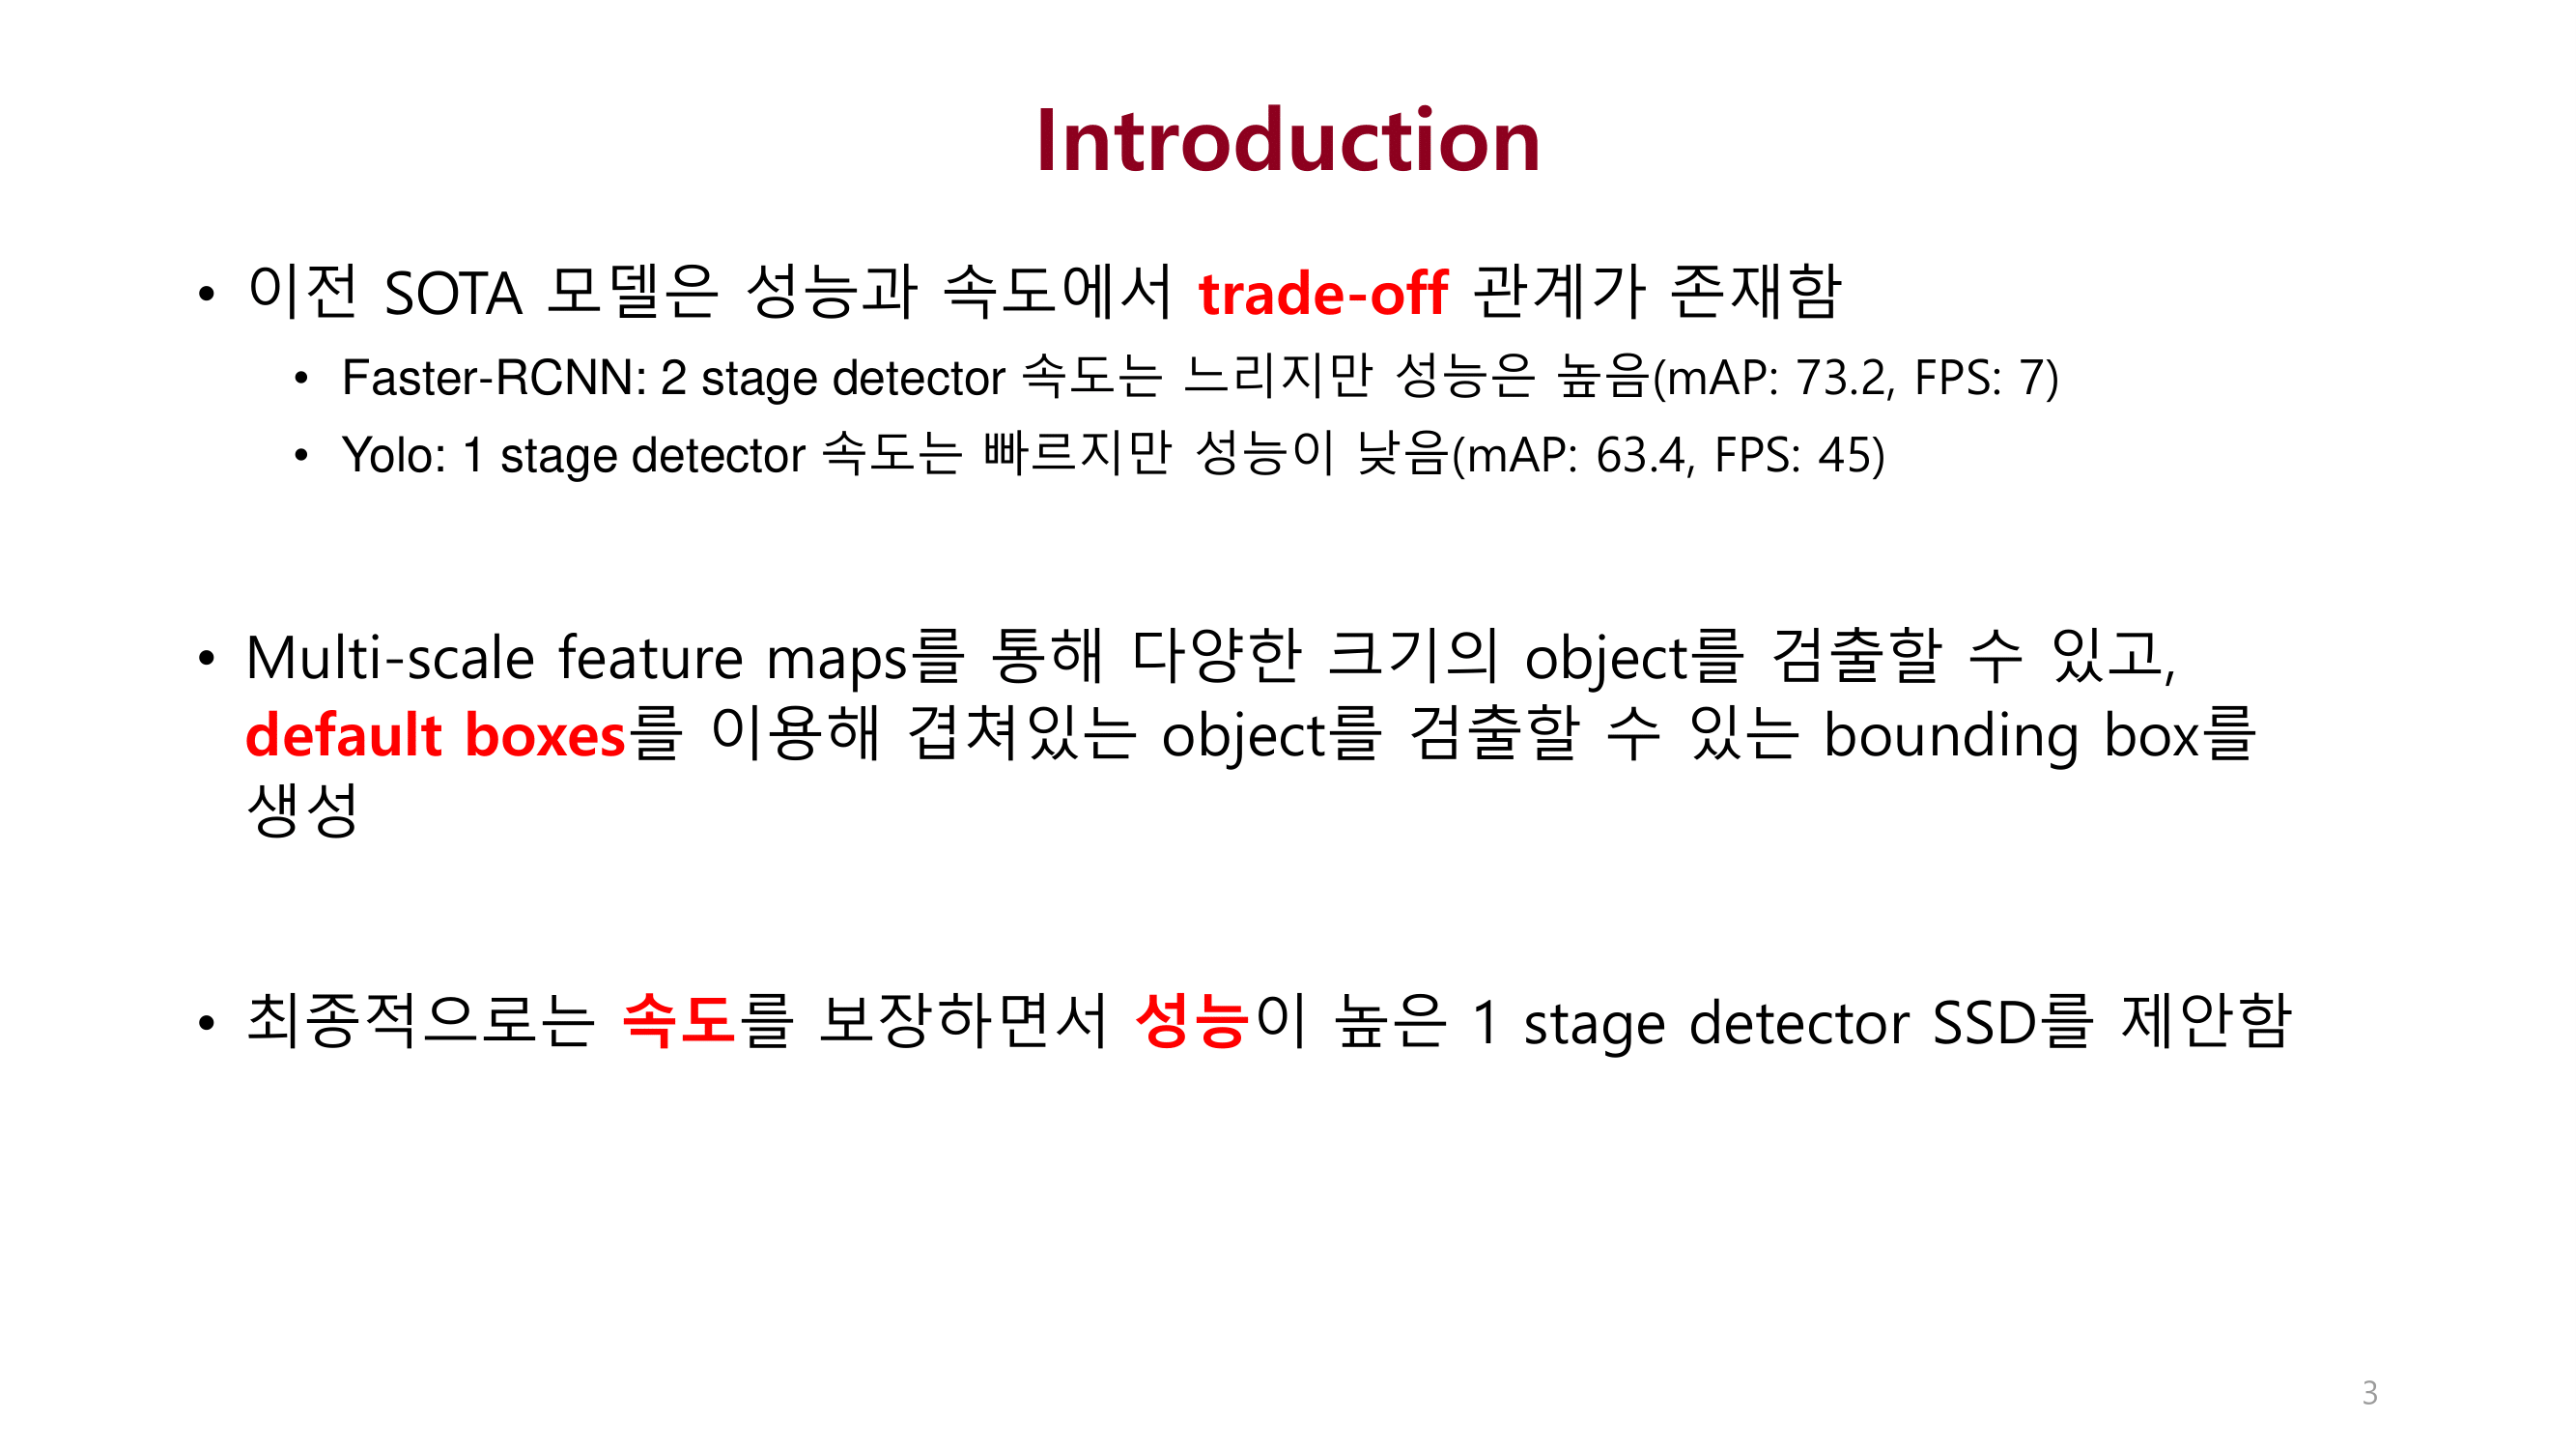 Introduction
• 이전 SOTA 모델은 성능과 속도에서 trade-off 관계가 존재함
• Faster-RCNN: 2 stage detector 속도는 느리지만 성능은 높음(mAP: 73.2, FPS: 7)
• Yolo: 1 stage detector 속도는 빠르지만 성능이 낮음(mAP: 63.4, FPS: 45)
• Multi-scale feature maps를 통해 다양한 크기의 object를 검출할 수 있고,
default boxes를 이용해 겹쳐있는 object를 검출할 수 있는 bounding box를
생성
• 최종적으로는 속도를 보장하면서 성능이 높은 1 stage detector SSD를 제안함
3